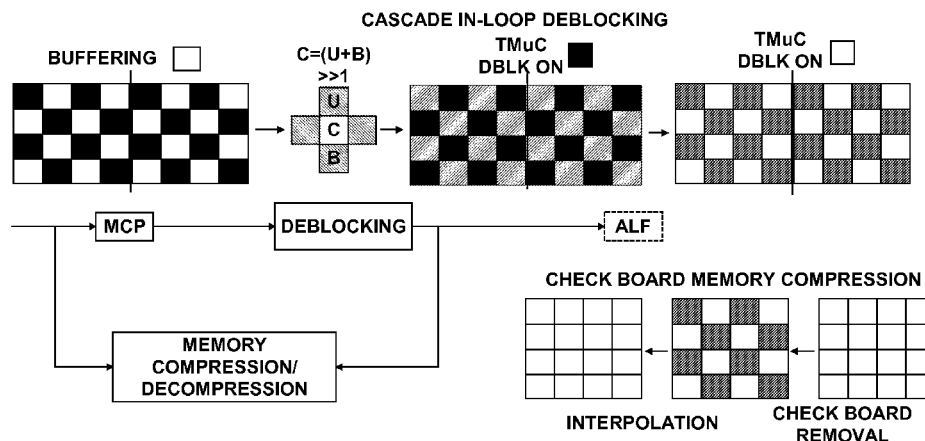 CASCADE IN-LOOP DEBLOCKING
BUFFERING
C=(U+B)
>>1
TMuC
DBLK ON
TMuC
DBLK ON
U
C
B
MCP
DEBLOCKING
ALF
CHECK BOARD MEMORY COMPRESSION
MEMORY
COMPRESSION/
DECOMPRESSION
INTERPOLATION
CHECK BOARD
REMOVAL